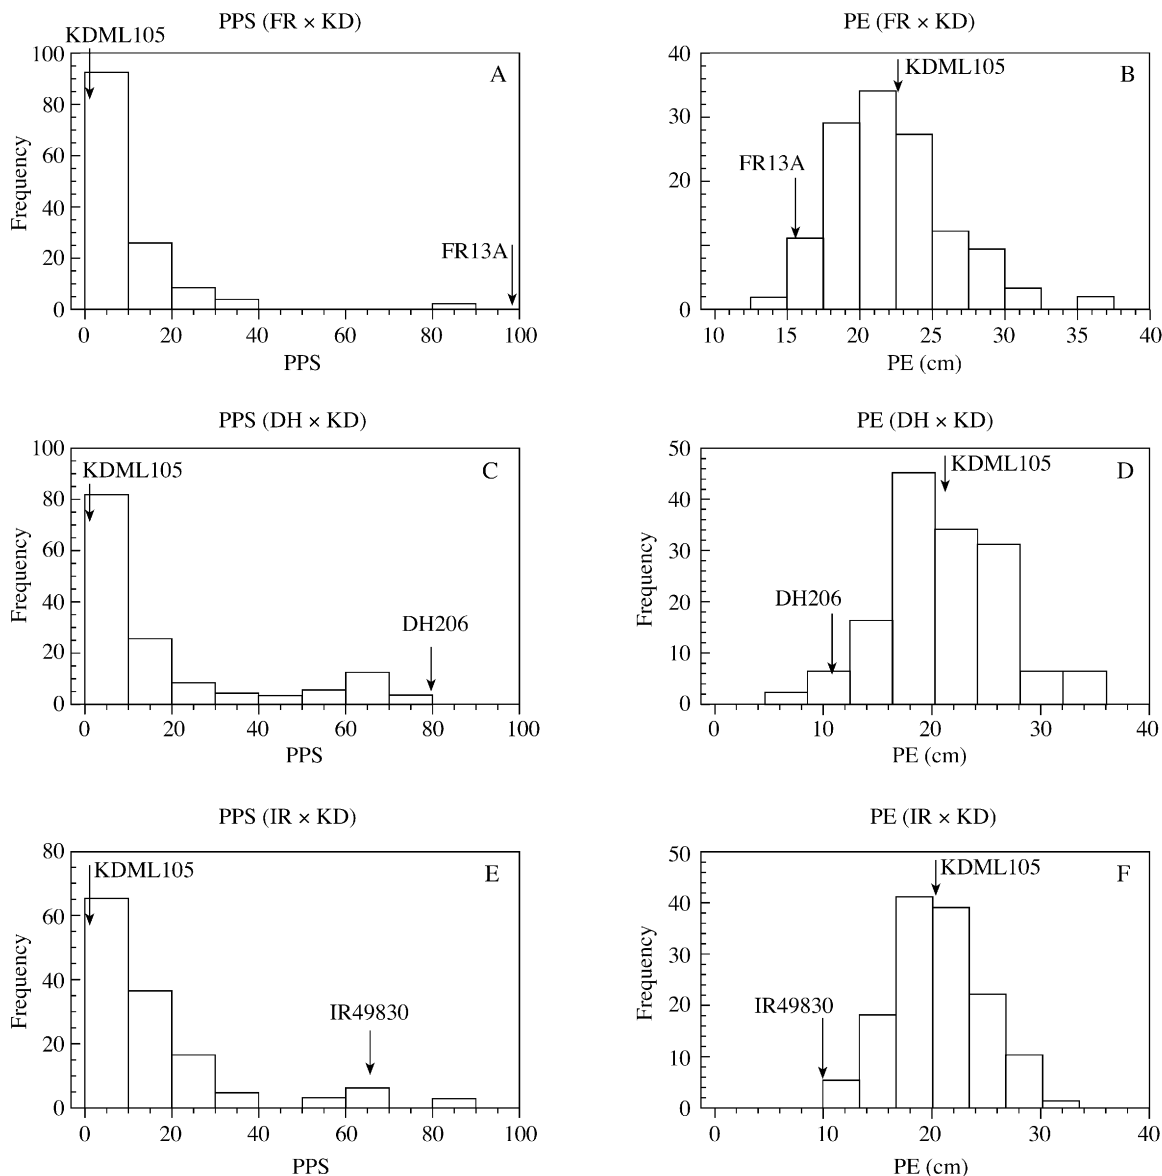 PPS (FR × KD)
KDML105
A
100
80
60
40
20
0
Frequency
FR13A
0 20 40 60 80 100
PPS
PE (FR × KD)
KDML105
B
40
30
20
0
Frequency
FR13A
10 15 20 25 30 35 40
PE (cm)
PPS (DH × KD)
KDML105
C
100
80
60
40
20
0
Frequency
DH206
0 20 40 60 80 100
PPS
PE (DH × KD)
KDML105
D
50
40
30
20
10
0
Frequency
DH206
0 10 20 30 40
PE (cm)
PPS (IR × KD)
KDML105
E
80
60
40
20
0
Frequency
IR49830
0 20 40 60 80 100
PPS
PE (IR × KD)
KDML105
F
50
40
30
20
10
0
Frequency
IR49830
0 10 20 30 40
PE (cm)